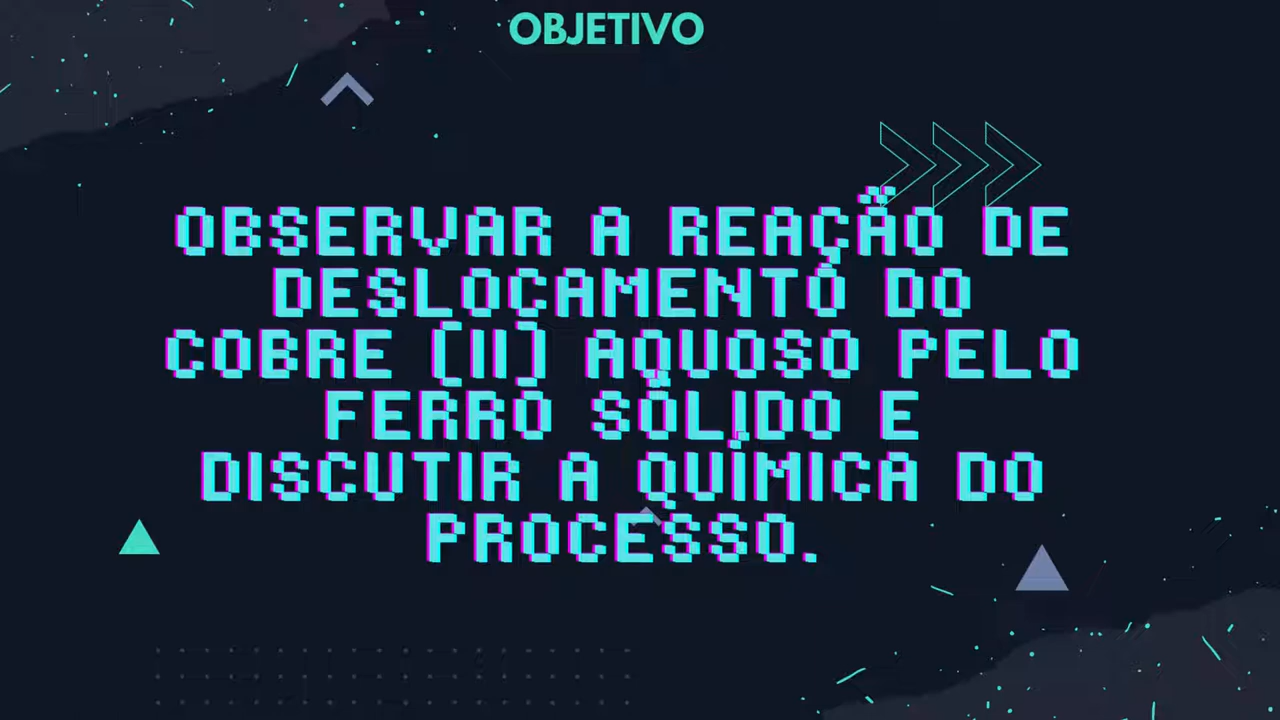 OBJETIVO
OBSERVAR A REAÇÃO DE
DESLOCAMENTO DO
COBRE (II) AQUOSO PELO
FERRO SÓLIDO E
DISCUTIR A QUÍMICA DO
PROCESSO.